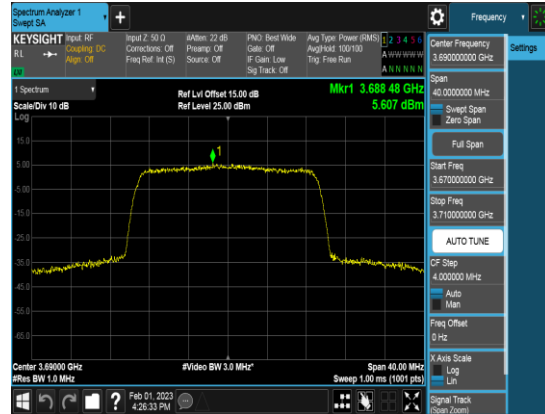 Spectrum Analyzer 1
Swept SA
+
Frequency
KEYSIGHT
Input: RF
Coupling: DC
Align: Off
Input Z: 50 Ω
Corrections: Off
Freq Ref: Int (S)
#Atten: 22 dB
Preamp: Off
Source: Off
PNO: Best Wide
Gate: Off
IF Gain: Low
Sig Track: Off
Avg Type: Power (RMS)
Avg|Hold: 100/100
Trig: Free Run
1 2 3 4 5 6
A W W W W W
A N N N N N
RL
LXI
Center Frequency
3.690000000 GHz
Settings
Span
40.0000000 MHz
Swept Span
Zero Span
Full Span
Start Freq
3.670000000 GHz
Stop Freq
3.710000000 GHz
AUTO TUNE
CF Step
4.000000 MHz
Auto
Man
Freq Offset
0 Hz
X Axis Scale
Log
Lin
Signal Track
(Span Zoom)
1 Spectrum
Scale/Div 10 dB
Log
Ref Lvl Offset 15.00 dB
Ref Level 25.00 dBm
Mkr1 3.688 48 GHz
5.607 dBm
15.0
5.00
-5.00
-15.0
-25.0
-35.0
-45.0
-55.0
-65.0
1
Center 3.69000 GHz
#Res BW 1.0 MHz
#Video BW 3.0 MHz*
Span 40.00 MHz
Sweep 1.00 ms (1001 pts)
?
Feb 01, 2023
4:26:33 PM